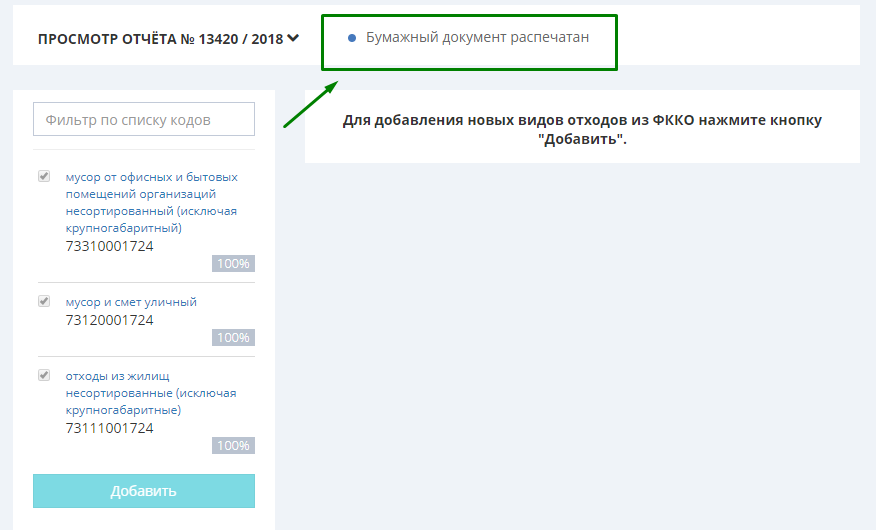 ПРОСМОТР ОТЧЁТА № 13420 / 2018
Бумажный документ распечатан
Фильтр по списку кодов
мусор от офисных и бытовых
помещений организаций
несортированный (исключая
крупногабаритный)
73310001724
100%
мусор и смет уличный
73120001724
100%
отходы из жилищ
несортированные (исключая
крупногабаритные)
73111001724
100%
Добавить
Для добавления новых видов отходов из ФККО нажмите кнопку
"Добавить".